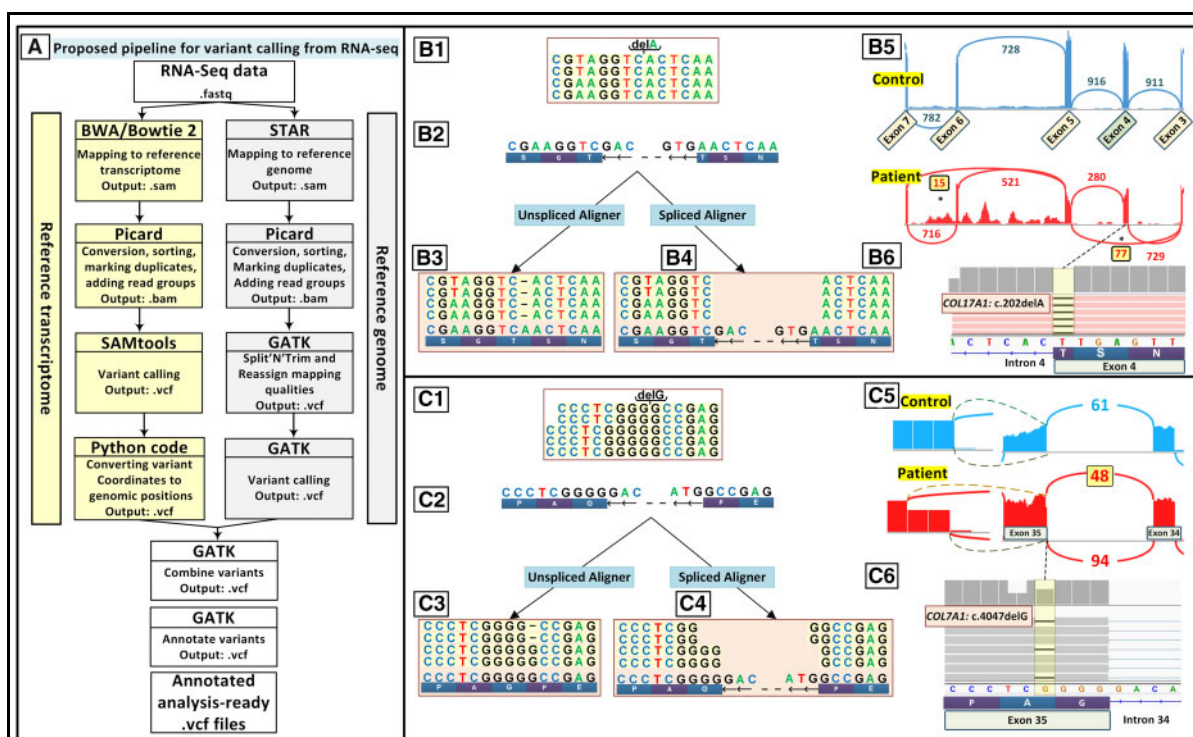 A
Proposed pipeline for variant calling from RNA-seq
RNA-Seq data
.fastq
Reference transcriptome
BWA/Bowtie 2
Mapping to reference
transcriptome
Output: .sam
Picard
Conversion, sorting,
marking duplicates,
adding read groups
Output: .bam
SAMtools
Variant calling
Output: .vcf
Python code
Converting variant
Coordinates to
genomic positions
Output: .vcf
STAR
Mapping to reference
genome
Output: .sam
Picard
Conversion, sorting,
Marking duplicates,
Adding read groups
Output: .bam
GATK
Split'N'Trim and
Reassign mapping
qualities
Output: .vcf
GATK
Variant calling
Output: .vcf
Reference genome
GATK
Combine variants
Output: .vcf
GATK
Annotate variants
Output: .vcf
Annotated
analysis-ready
.vcf files
B1
delA
CGTAGGTCACTCAA
CGTAGGTCACTCAA
CGAAGGTCACTCAA
CGAAGGTCACTCAA
B2
CGAAGGTCGAC -- GTGAACTCAA
S G T T S N
Unspliced Aligner
Spliced Aligner
B3
CGTAGGTC-ACTCAA
CGTAGGTC-ACTCAA
CGAAGGTC-ACTCAA
CGAAGGTC-ACTCAA
CGAAGGTCAACTCAA
S G T S N
B4
CGTAGGTC ACTCAA
CGTAGGTC ACTCAA
CGAAGGTC ACTCAA
CGAAGGTC ACTCAA
CGAAGGTCGAC -- GTGAACTCAA
S G T T S N
B5
Control
728
916
911
782
Exon 7
Exon 6
Exon 5
Exon 4
Exon 3
Patient
15
*
521
280
716
*
77
729
B6
COL17A1: c.202delA
A C T C A C T T G A G T T
T S N
Intron 4
Exon 4
C1
delG
CCCTCGGGGCCGAG
CCCTCGGGGCCGAG
CCCTCGGGGGCCGAG
CCCTCGGGGGCCGAG
CCCTCGGGGGCCGAG
C2
CCCTCGGGGGAC -- ATGGCCGAG
P A G P E
Unspliced Aligner
Spliced Aligner
C3
CCCTCGGGG-CCGAG
CCCTCGGGG-CCGAG
CCCTCGGGGGCCGAG
CCCTCGGGGGCCGAG
CCCTCGGGGGCCGAG
P A G P E
C4
CCCTCGG GGCCGAG
CCCTCGG GGCCGAG
CCCTCGGGG GCCGAG
CCCTCGGGG GCCGAG
CCCTCGGGGGAC -- ATGGCCGAG
P A G P E
C5
Control
61
Patient
48
Exon 35
Exon 34
94
C6
COL7A1: c.4047delG
C C C T C G G G G G A C A
P A G
Exon 35
Intron 34